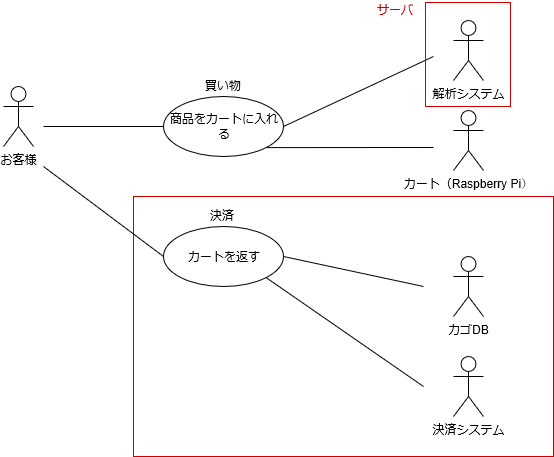 サーバ
解析システム
買い物
商品をカートに入れ
る
お客様
カート（Raspberry Pi）
決済
カートを返す
カゴDB
決済システム